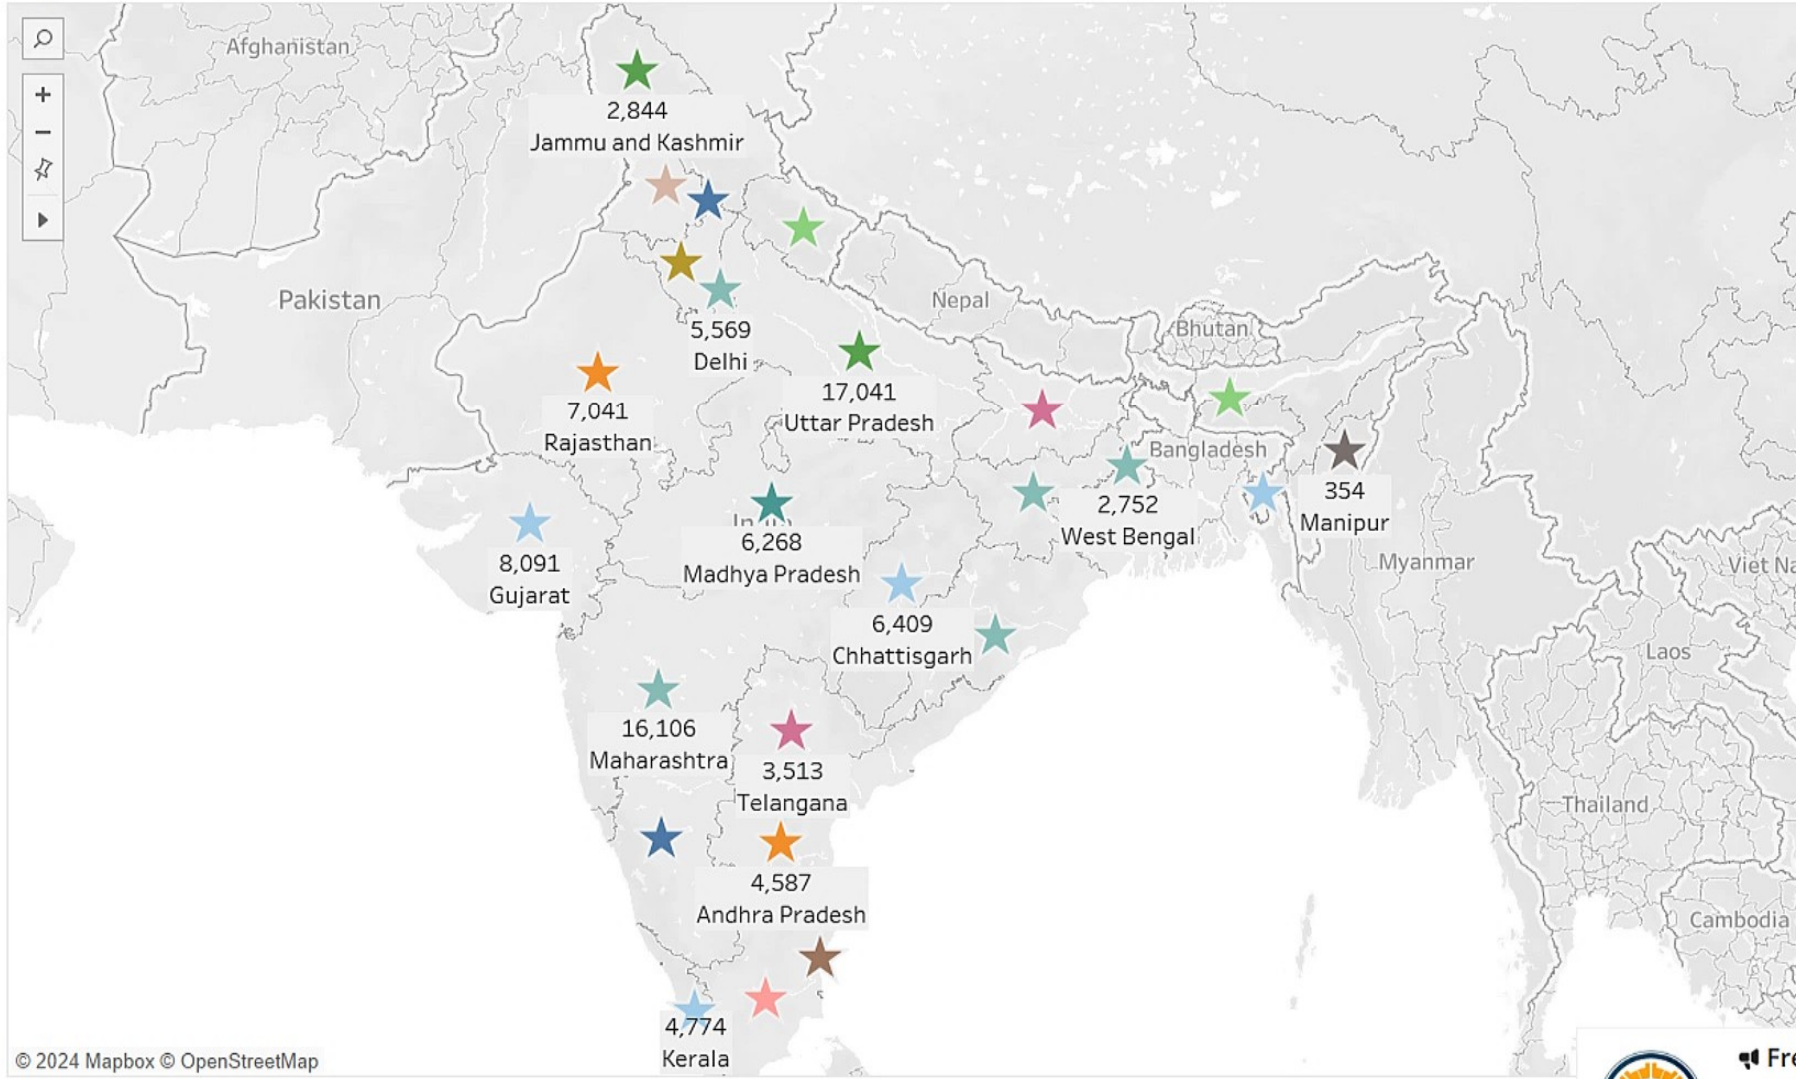 Afghanistan
2,844
Jammu and Kashmir
Pakistan
Nepal
Bhutan
5,569
Delhi
17,041
Uttar Pradesh
7,041
Rajasthan
Bangladesh
2,752
West Bengal
354
Manipur
6,268
Madhya Pradesh
8,091
Gujarat
Myanmar
Viet Na
6,409
Chhattisgarh
Laos
16,106
Maharashtra
3,513
Telangana
Thailand
4,587
Andhra Pradesh
Cambodia
4,774
Kerala
© 2024 Mapbox © OpenStreetMap
Fre